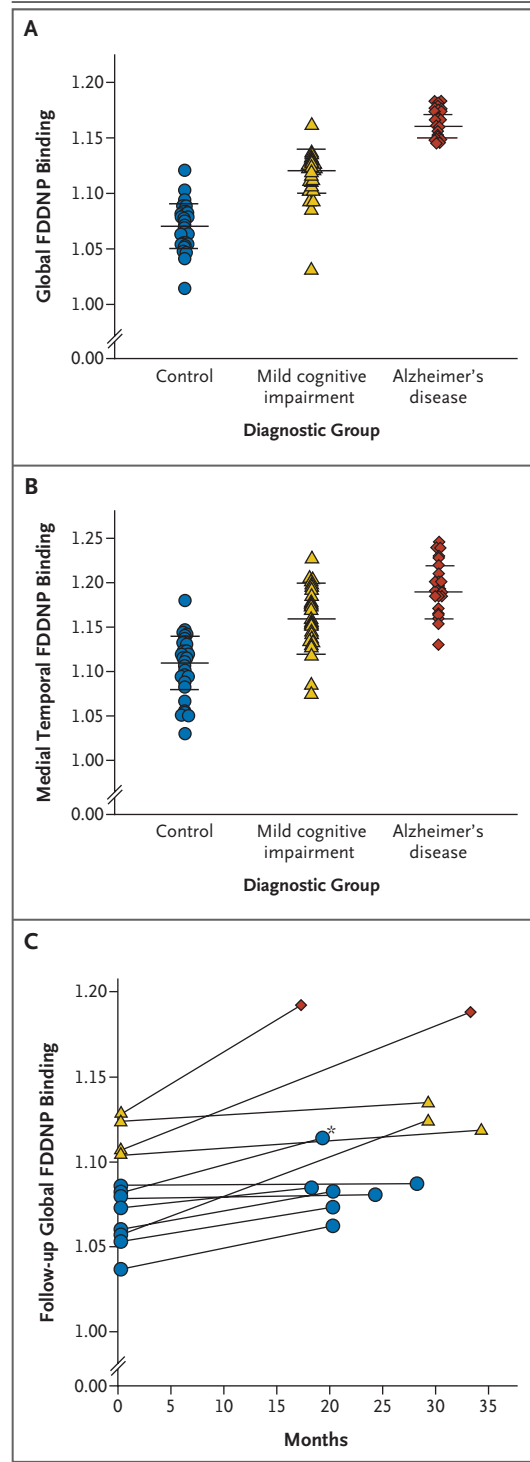 A
Global FDDNP Binding
1.20
1.15
1.10
1.05
1.00
0.00
Control
Mild cognitive
impairment
Alzheimer's
disease
Diagnostic Group
B
Medial Temporal FDDNP Binding
1.25
1.20
1.15
1.10
1.05
1.00
0.00
Control
Mild cognitive
impairment
Alzheimer's
disease
Diagnostic Group
C
Follow-up Global FDDNP Binding
1.20
1.15
1.10
1.05
1.00
0.00
*
0 5 10 15 20 25 30 35
Months